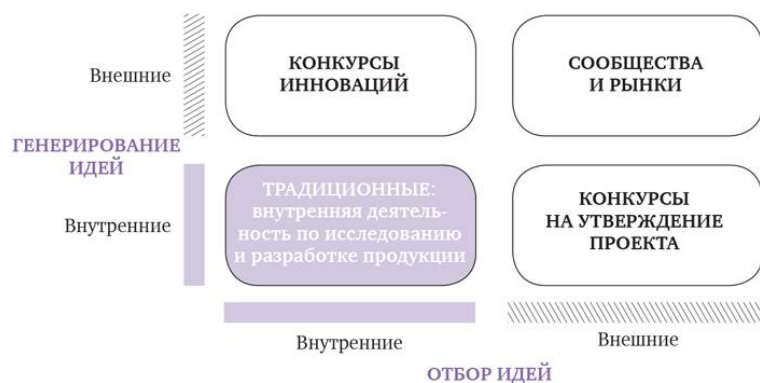 КОНКУРСЫ
ИННОВАЦИЙ
СООБЩЕСТВА
И РЫНКИ
Внешние
ГЕНЕРИРОВАНИЕ
ИДЕЙ
ТРАДИЦИОННЫЕ:
внутренняя деятель-
ность по исследованию
и разработке продукции
КОНКУРСЫ
НА УТВЕРЖДЕНИЕ
ПРОЕКТА
Внутренние
Внутренние
Внешние
ОТБОР ИДЕЙ